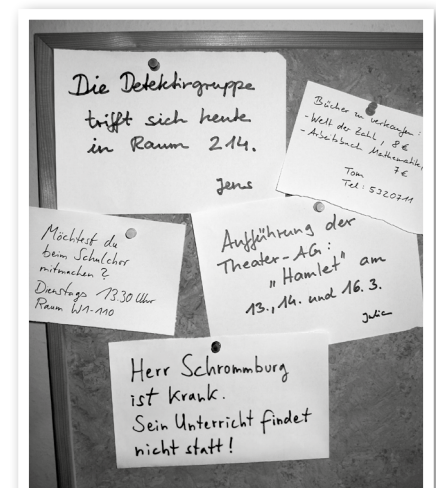 Die Detektivgruppe
trifft sich heute
in Raum 214.
Jens
Bücher zu verkaufen:
- Welt der Zahl, 8 €
- Arbeitsbuch Mathematik,
7 €
Tom
Tel: 5320711
Möchtest du
beim Schulchor
mitmachen?
Dienstags 13.30 Uhr
Raum W1-110
Aufführung der
Theater-AG:
"Hamlet" am
13., 14. und 16. 3.
Julia
Herr Schrommburg
ist krank.
Sein Unterricht findet
nicht statt!